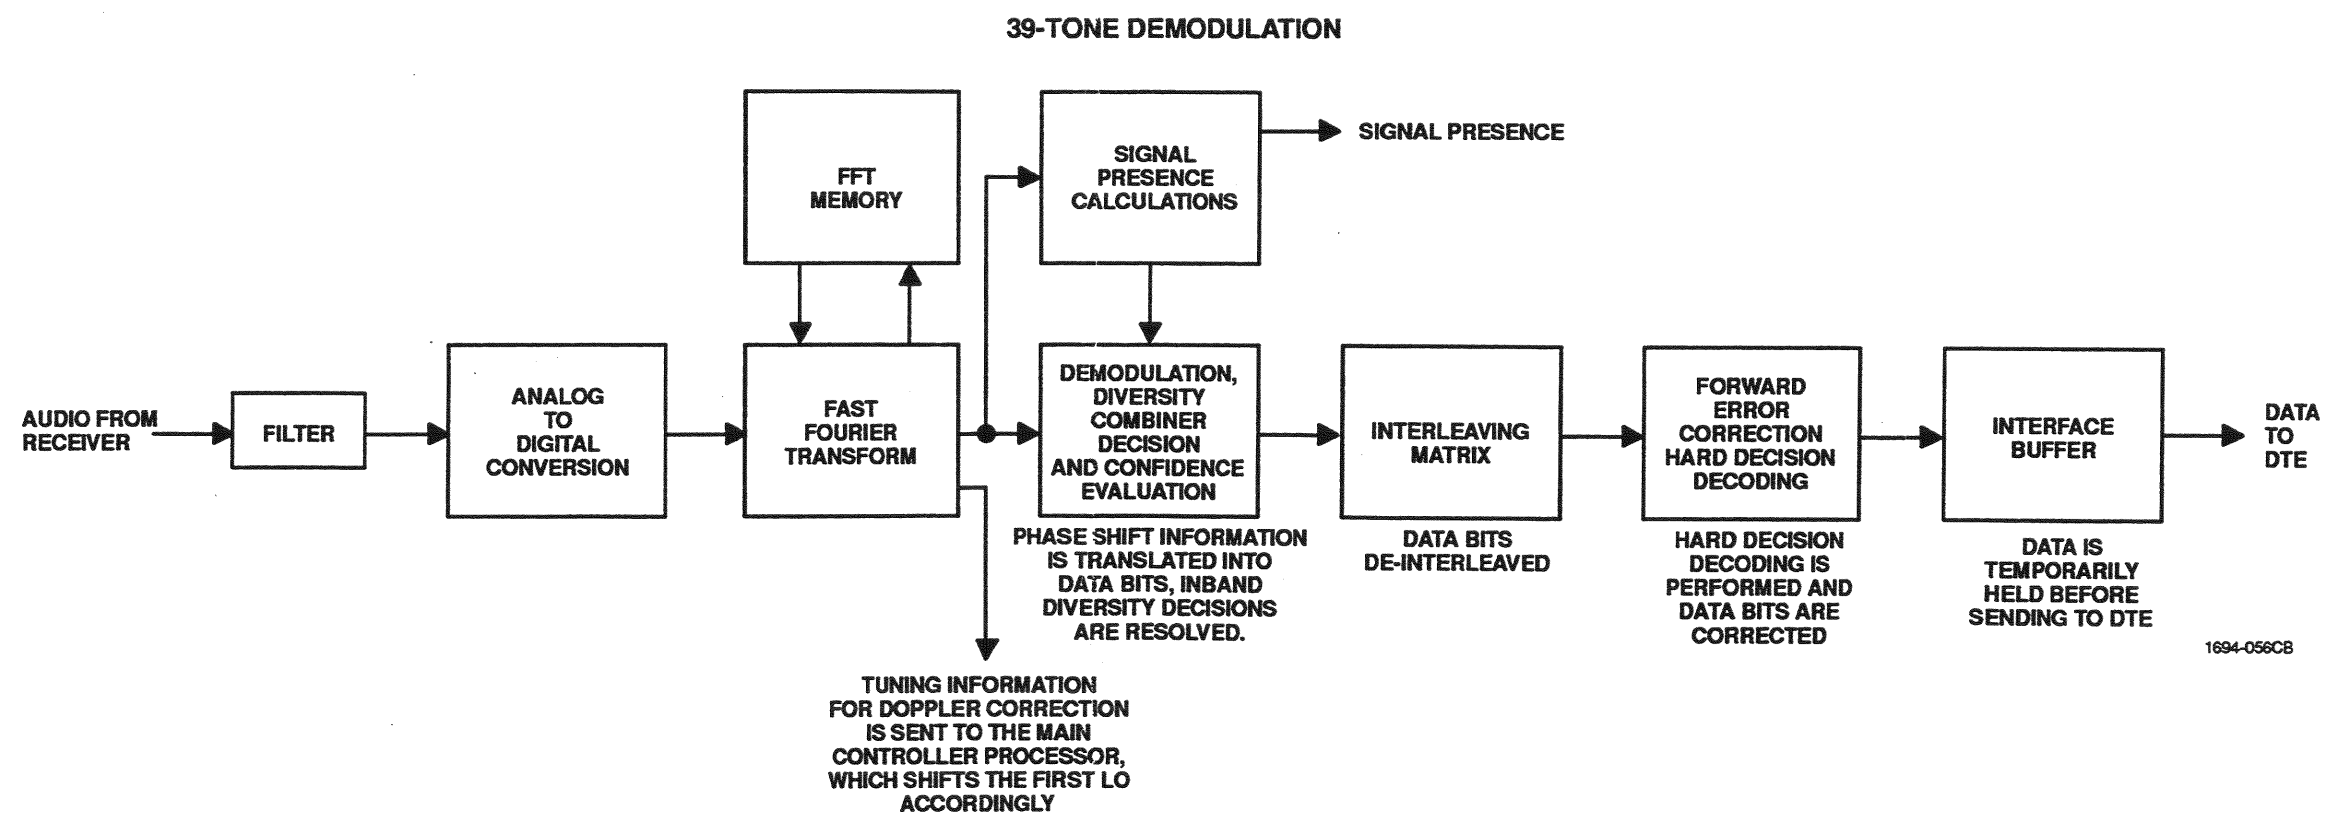 39-TONE DEMODULATION
FFT
MEMORY
SIGNAL
PRESENCE
CALCULATIONS
SIGNAL PRESENCE
AUDIO FROM
RECEIVER
FILTER
ANALOG
TO
DIGITAL
CONVERSION
FAST
FOURIER
TRANSFORM
DEMODULATION,
DIVERSITY
COMBINER
DECISION
AND CONFIDENCE
EVALUATION
INTERLEAVING
MATRIX
FORWARD
ERROR
CORRECTION
HARD DECISION
DECODING
INTERFACE
BUFFER
DATA
TO
DTE
PHASE SHIFT INFORMATION
IS TRANSLATED INTO
DATA BITS, INBAND
DIVERSITY DECISIONS
ARE RESOLVED.
DATA BITS
DE-INTERLEAVED
HARD DECISION
DECODING IS
PERFORMED AND
DATA BITS ARE
CORRECTED
DATA IS
TEMPORARILY
HELD BEFORE
SENDING TO DTE
1694-056CB
TUNING INFORMATION
FOR DOPPLER CORRECTION
IS SENT TO THE MAIN
CONTROLLER PROCESSOR,
WHICH SHIFTS THE FIRST LO
ACCORDINGLY